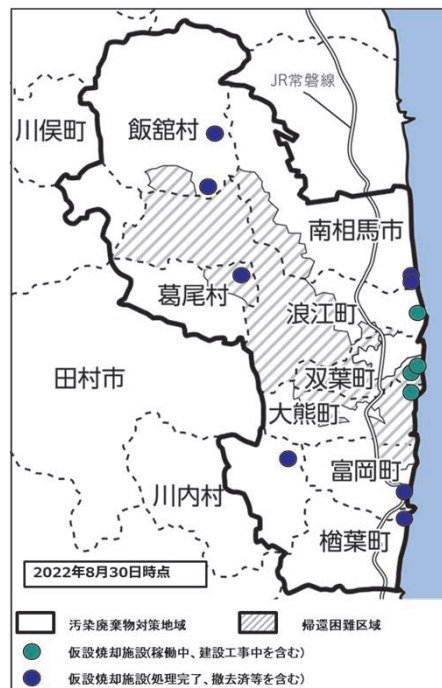 JR常磐線
川俣町
飯舘村
南相馬市
葛尾村
浪江町
田村市
双葉町
大熊町
富岡町
川内村
楢葉町
2022年8月30日時点
汚染廃棄物対策地域
帰還困難区域
仮設焼却施設(稼働中、建設工事中を含む)
仮設焼却施設(処理完了、撤去済等を含む)